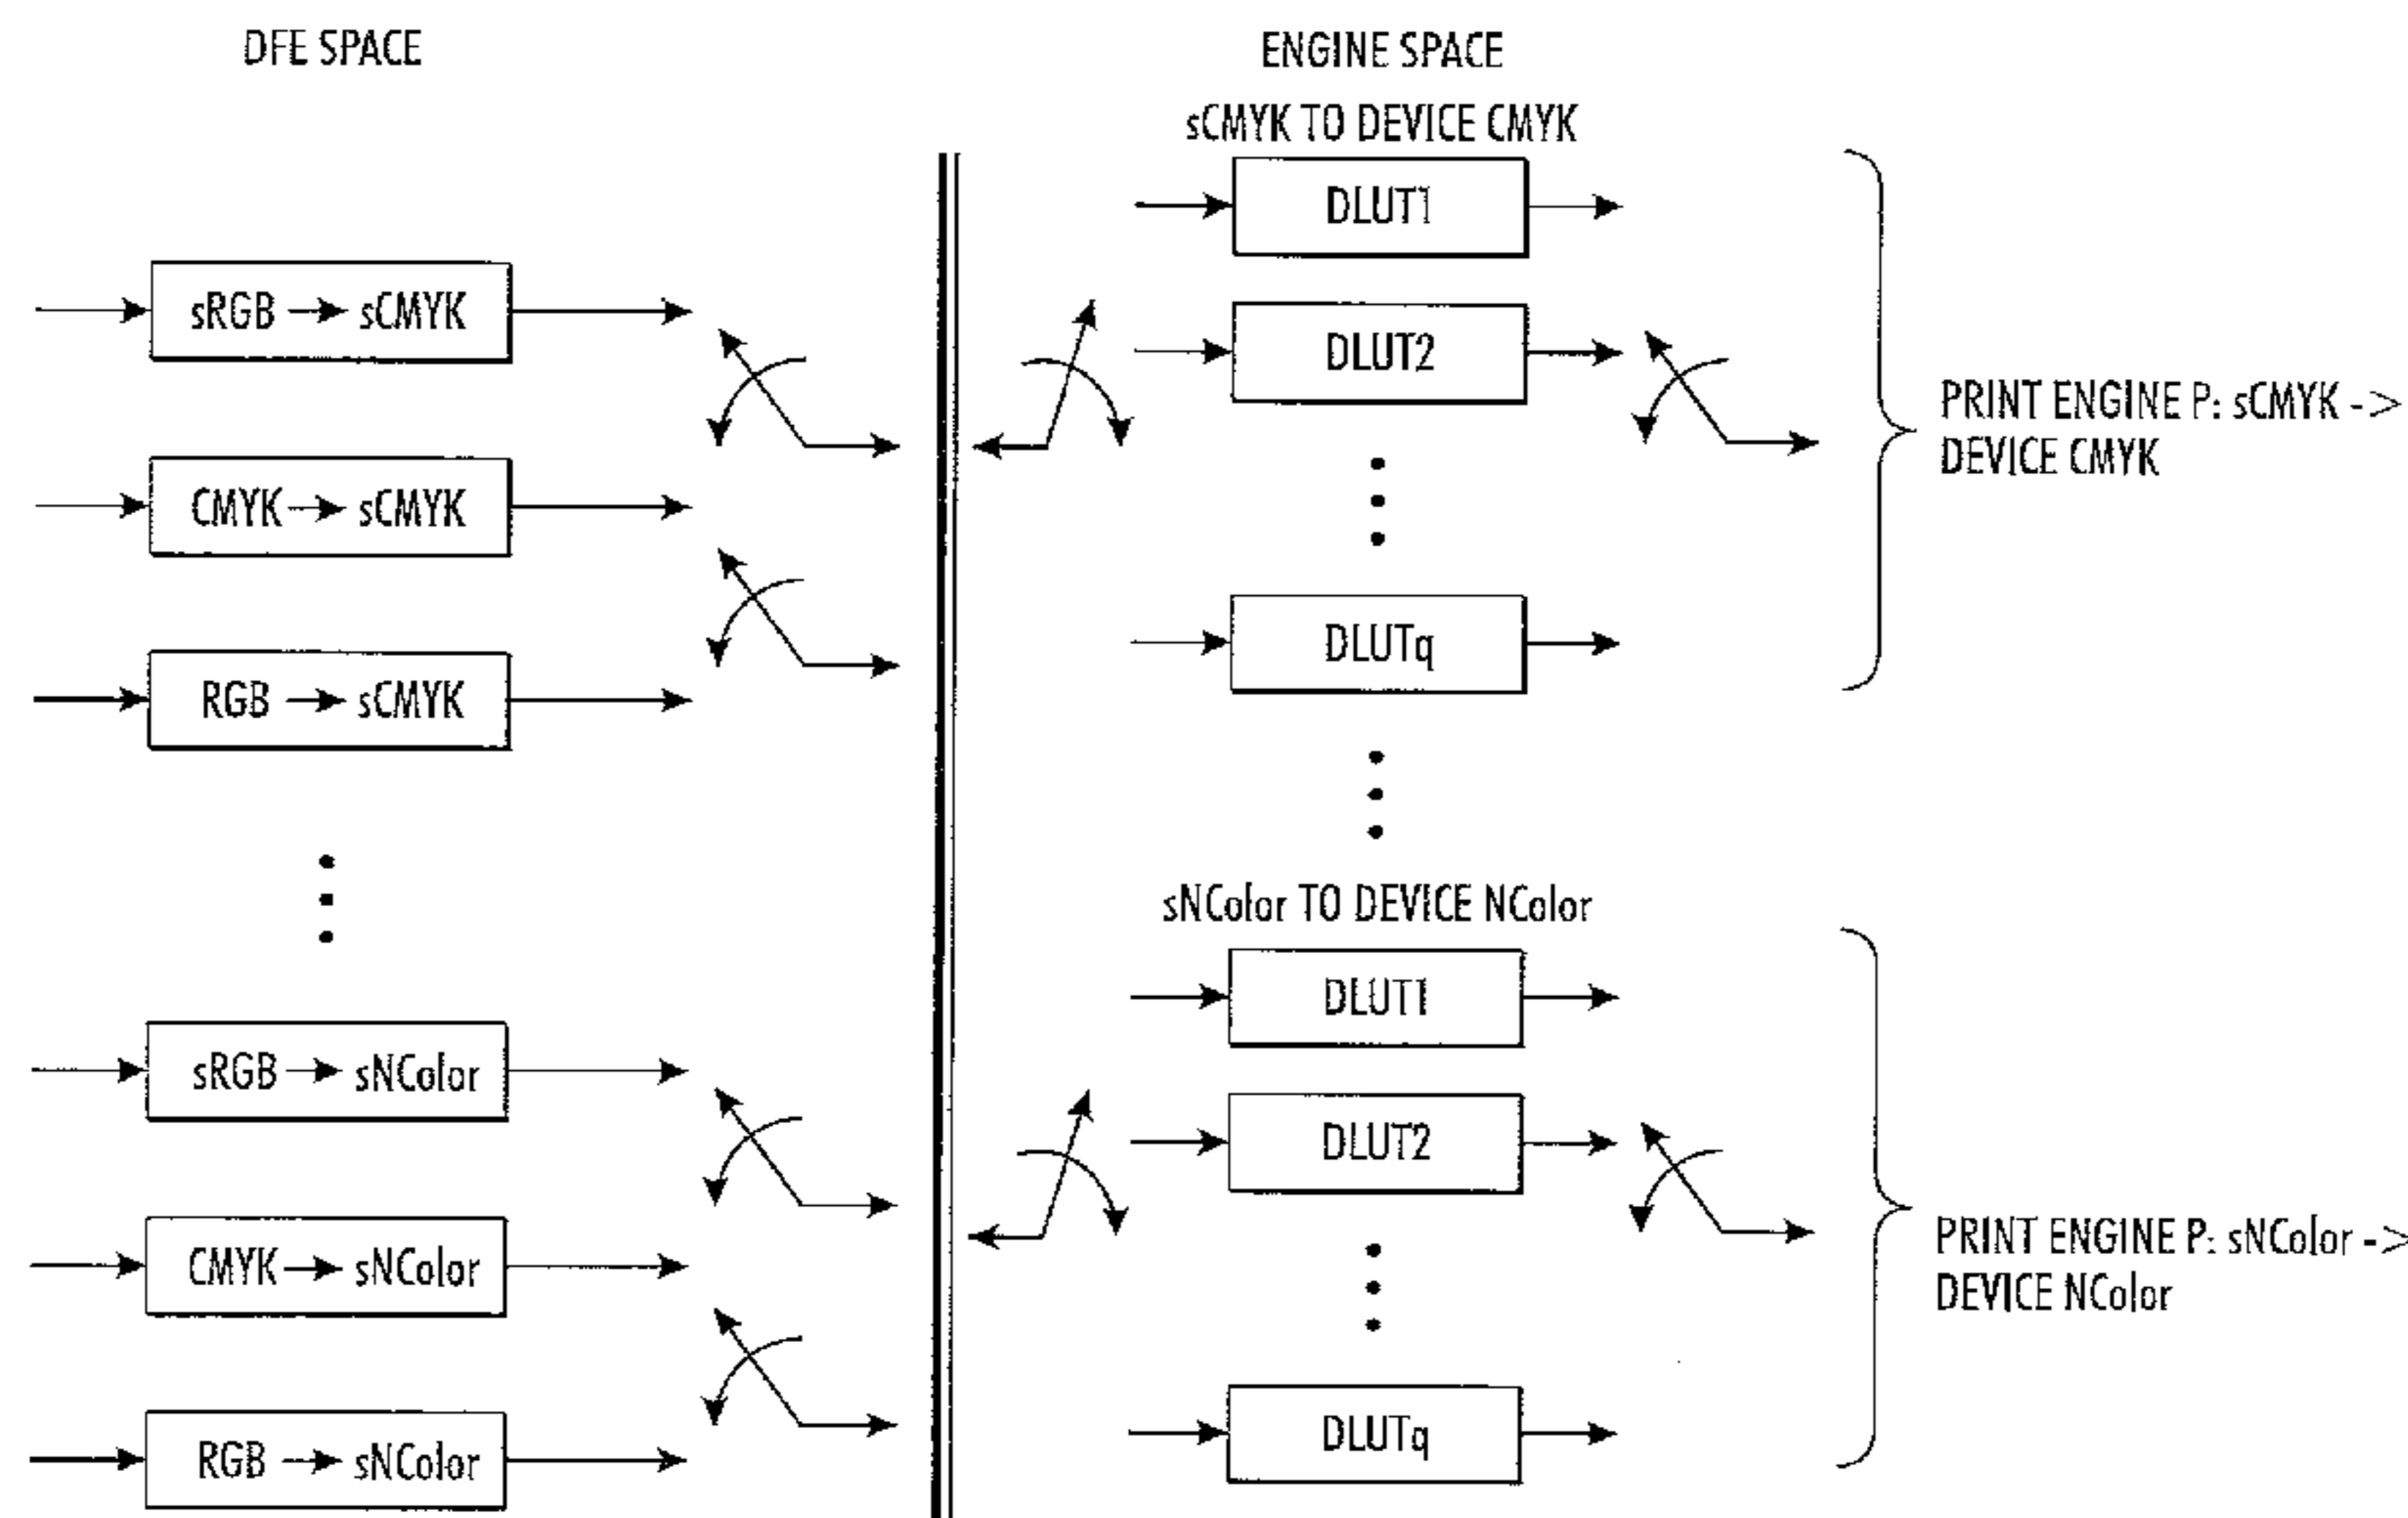 DFE SPACE
sRGB → sCMYK
CMYK → sCMYK
RGB → sCMYK
sRGB → sNColor
CMYK → sNColor
RGB → sNColor
ENGINE SPACE
sCMYK TO DEVICE CMYK
DLUT1
DLUT2
DLUTq
PRINT ENGINE P: sCMYK ->
DEVICE CMYK
sNColor TO DEVICE NColor
DLUT1
DLUT2
DLUTq
PRINT ENGINE P: sNColor ->
DEVICE NColor